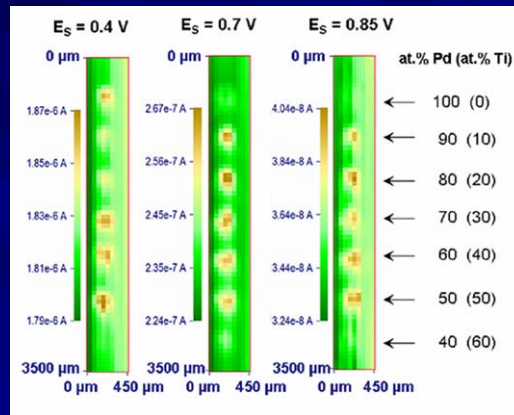 E_S = 0.4 V E_S = 0.7 V E_S = 0.85 V
0 µm 0 µm 0 µm at.% Pd (at.% Ti)
100 (0)
1.87e-6 A 2.67e-7 A 4.04e-8 A
90 (10)
1.85e-6 A 2.56e-7 A 3.84e-8 A
80 (20)
1.83e-6 A 2.45e-7 A 3.64e-8 A
70 (30)
60 (40)
1.81e-6 A 2.35e-7 A 3.44e-8 A
50 (50)
1.79e-6 A 2.24e-7 A 3.24e-8 A
40 (60)
3500 µm 3500 µm 3500 µm
0 µm 450 µm 0 µm 450 µm 0 µm 450 µm